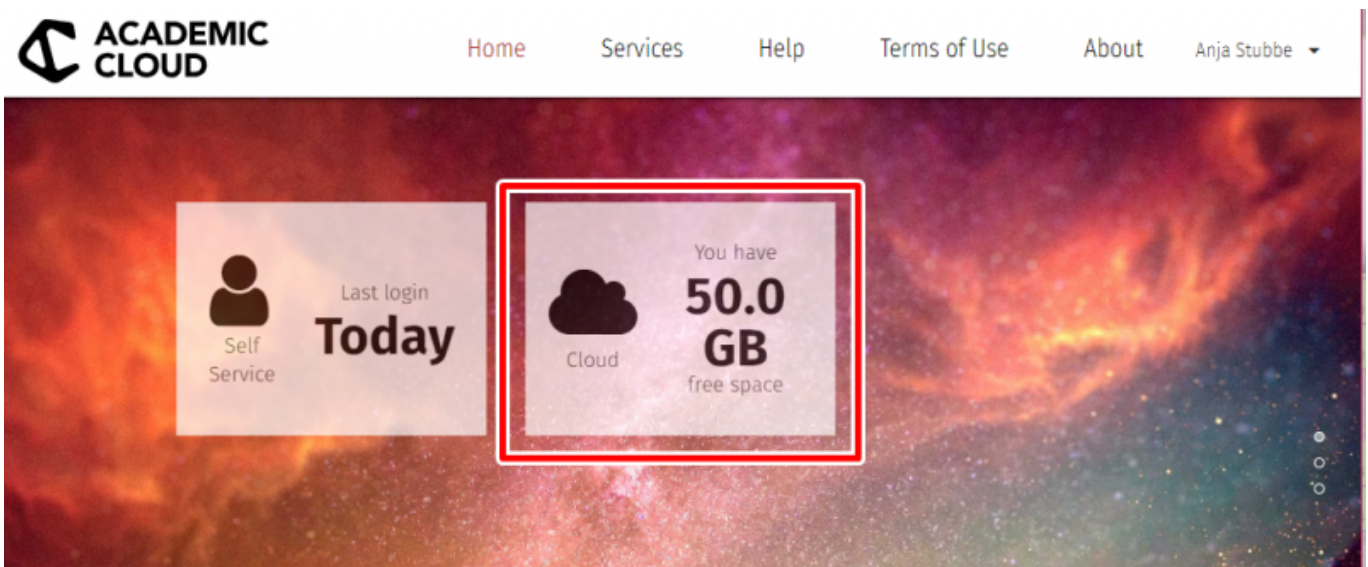 ACADEMIC
CLOUD
Home Services Help Terms of Use About Anja Stubbe
Last login
Today
Self
Service
You have
50.0
GB
free space
Cloud